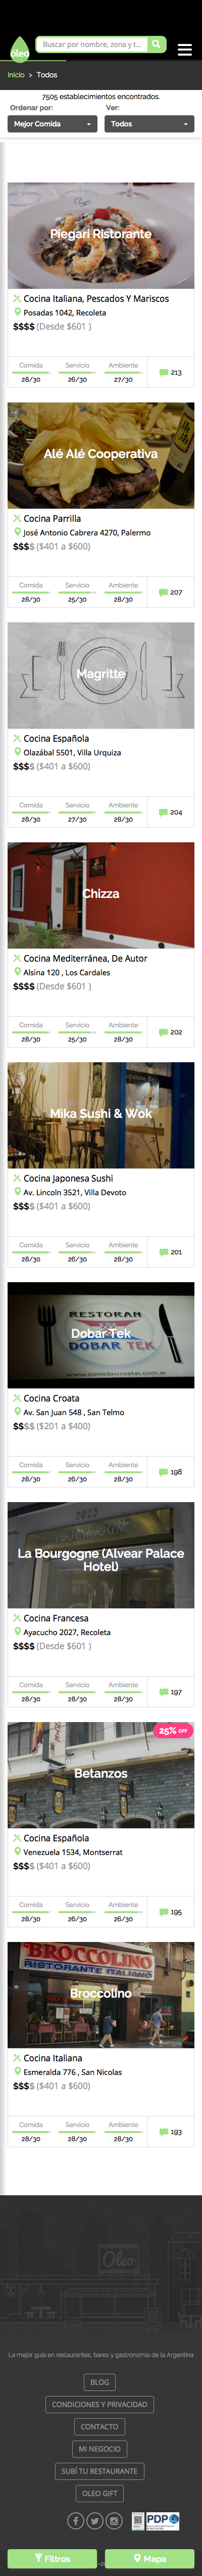 óleo
Buscar por nombre, zona y t...
Inicio > Todos
7505 establecimientos encontrados.
Ordenar por: Ver:
Mejor Comida Todos
Piegari Ristorante
Cocina Italiana, Pescados Y Mariscos
Posadas 1042, Recoleta
$$$$ (Desde $601 )
Comida Servicio Ambiente
28/30 26/30 27/30 213
Alé Alé Cooperativa
Cocina Parrilla
José Antonio Cabrera 4270, Palermo
$$$$ ($401 a $600)
Comida Servicio Ambiente
28/30 25/30 28/30 207
Magritte
Cocina Española
Olazábal 5501, Villa Urquiza
$$$$ ($401 a $600)
Comida Servicio Ambiente
28/30 27/30 28/30 204
Chizza
Cocina Mediterránea, De Autor
Alsina 120 , Los Cardales
$$$$ (Desde $601 )
Comida Servicio Ambiente
28/30 25/30 28/30 202
Mika Sushi & Wok
Cocina Japonesa Sushi
Av. Lincoln 3521, Villa Devoto
$$$$ ($401 a $600)
Comida Servicio Ambiente
28/30 26/30 28/30 201
RESTORAN
Dobar Tek
DOBAR TEK
www.comidascroatas.com.ar
Cocina Croata
Av. San Juan 548 , San Telmo
$$$$ ($201 a $400)
Comida Servicio Ambiente
28/30 26/30 28/30 198
La Bourgogne (Alvear Palace
Hotel)
Cocina Francesa
Ayacucho 2027, Recoleta
$$$$ (Desde $601 )
Comida Servicio Ambiente
28/30 28/30 28/30 197
25% OFF
Betanzos
Cocina Española
Venezuela 1534, Montserrat
$$$$ ($401 a $600)
Comida Servicio Ambiente
28/30 26/30 26/30 195
BROCCOLINO
RISTORANTE ITALIANO
Broccolino
Cocina Italiana
Esmeralda 776 , San Nicolas
$$$$ ($401 a $600)
Comida Servicio Ambiente
28/30 28/30 28/30 193
Oleo
La mejor guía en restaurantes, bares y gastronomía de la Argentina
BLOG
CONDICIONES Y PRIVACIDAD
CONTACTO
MI NEGOCIO
SUBÍ TU RESTAURANTE
OLEO GIFT
PDP
Filtros Mapa